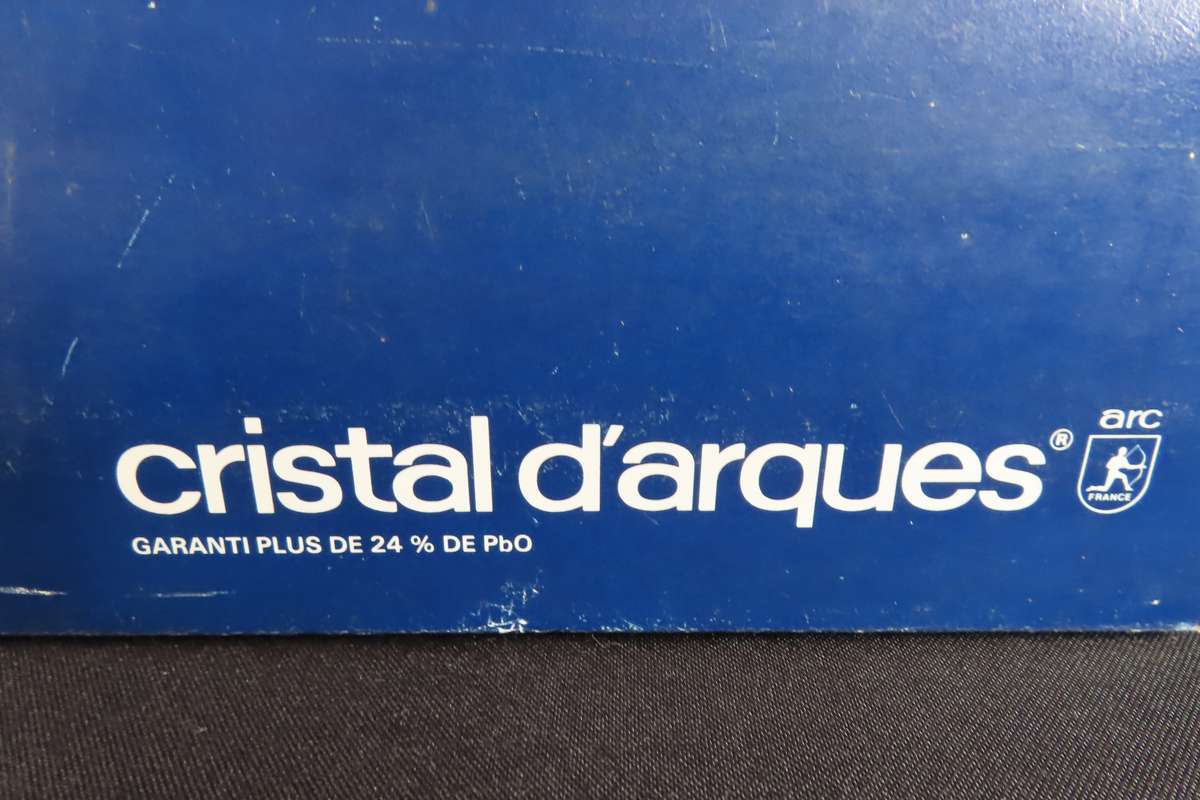 cristal d'arques®
arc
FRANCE
GARANTI PLUS DE 24 % DE PbO